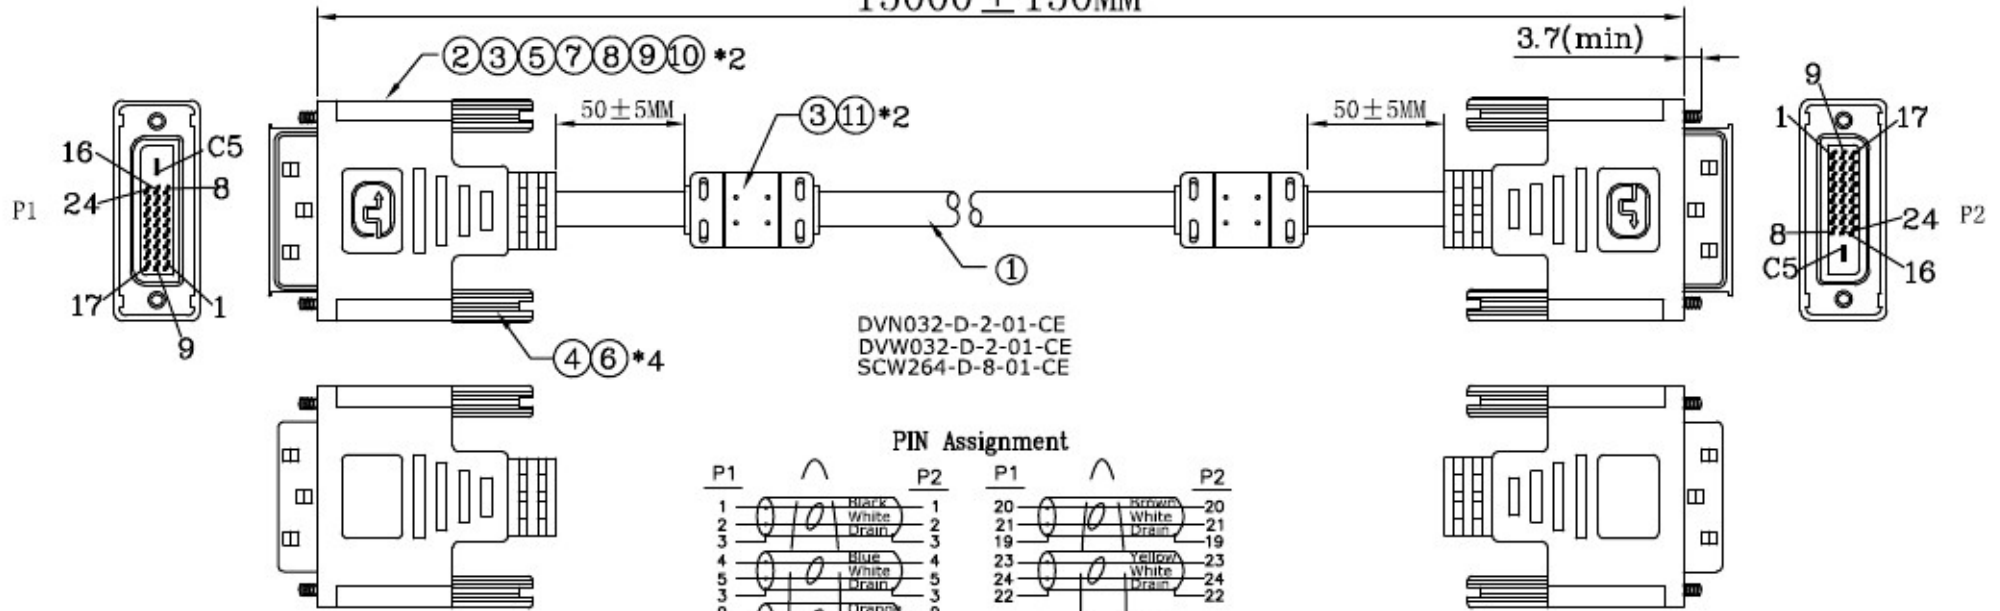 15000±150MM
3.7(min)
②③⑤⑦⑧⑨⑩*2
50±5MM
③⑪*2
50±5MM
9
1
17
16
C5
24
8
P1
24
P2
8
C5
16
17
1
9
①
④⑥*4
DVN032-D-2-01-CE
DVW032-D-2-01-CE
SCW264-D-8-01-CE
PIN Assignment
P1 P2 P1 P2
1 Black 1 20 Brown 20
2 White 2 21 White 21
3 Drain 3 19 19
4 Blue 4 23 Yellow 23
5 White 5 24 White 24
3 Drain 3 22 Drain 22
Orange